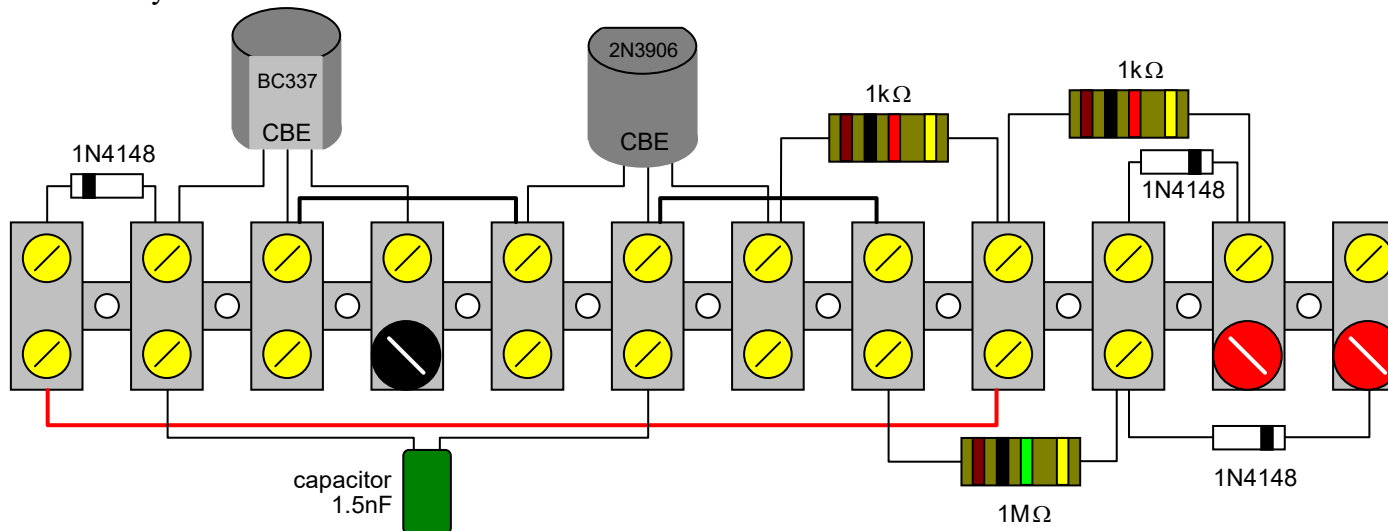 y
BC337
CBE
2N3906
CBE
1kΩ
1kΩ
1N4148
1N4148
capacitor
1.5nF
1MΩ
1N4148